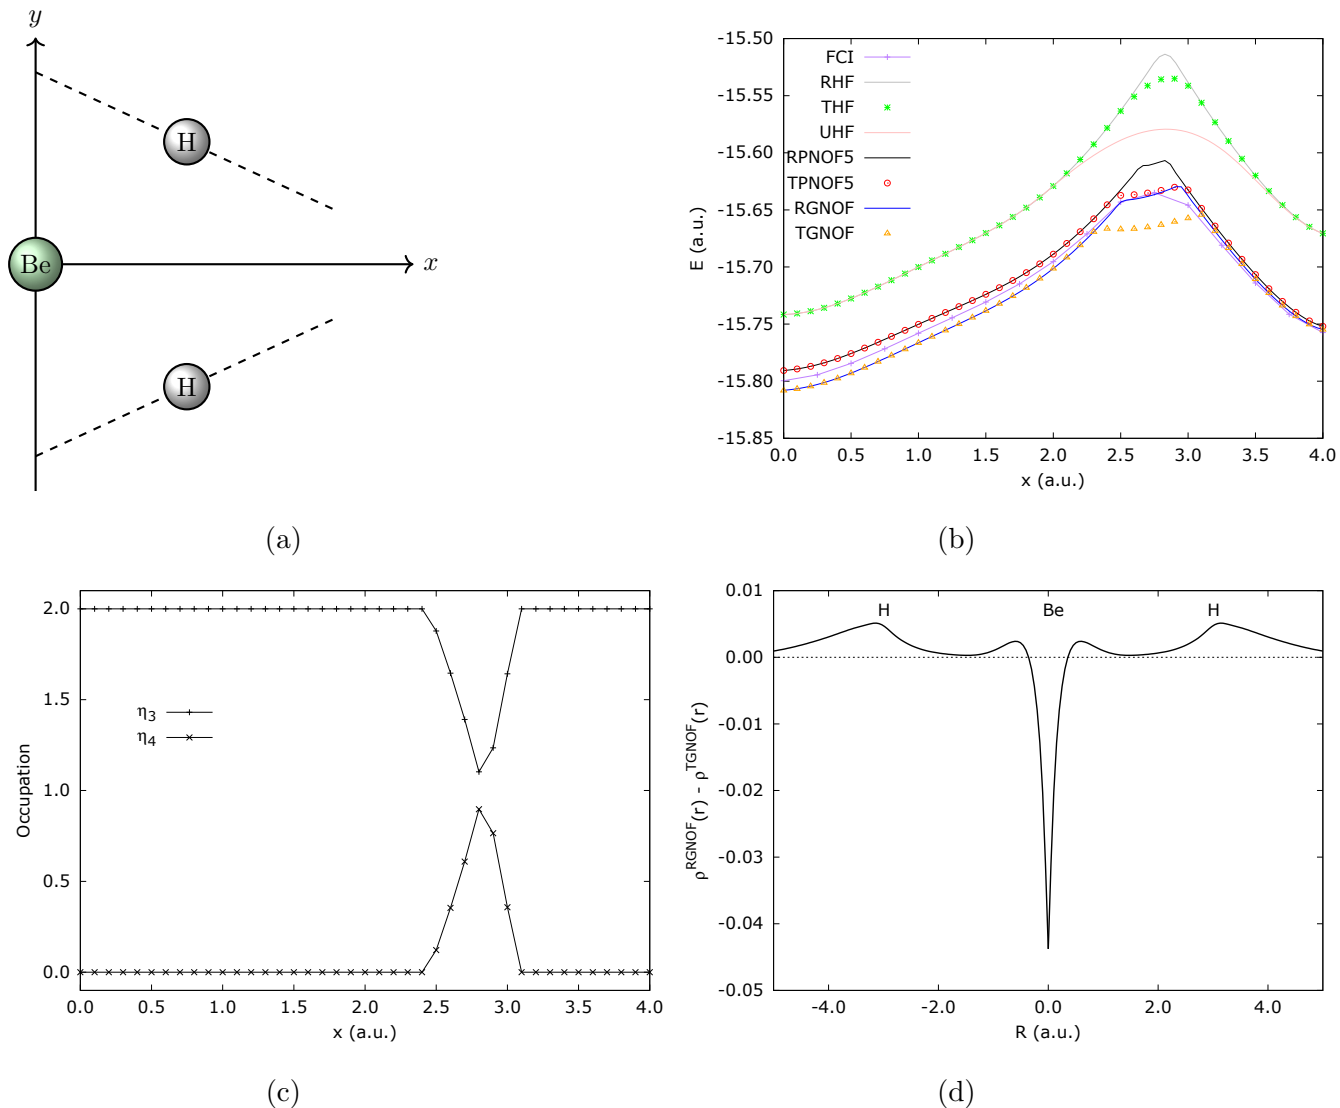 y
H
Be
x
H
(a)
-15.50
-15.55
-15.60
-15.65
-15.70
-15.75
-15.80
-15.85
E (a.u.)
FCI
RHF
THF
UHF
RPNOF5
TPNOF5
RGNOF
TGNOF
0.0 0.5 1.0 1.5 2.0 2.5 3.0 3.5 4.0
x (a.u.)
(b)
2.0
1.5
1.0
0.5
0.0
Occupation
η3
η4
0.0 0.5 1.0 1.5 2.0 2.5 3.0 3.5 4.0
x (a.u.)
(c)
0.01
0.00
-0.01
-0.02
-0.03
-0.04
-0.05
ρ^RGNOF(r) - ρ^TGNOF(r)
H Be H
-4.0 -2.0 0.0 2.0 4.0
R (a.u.)
(d)